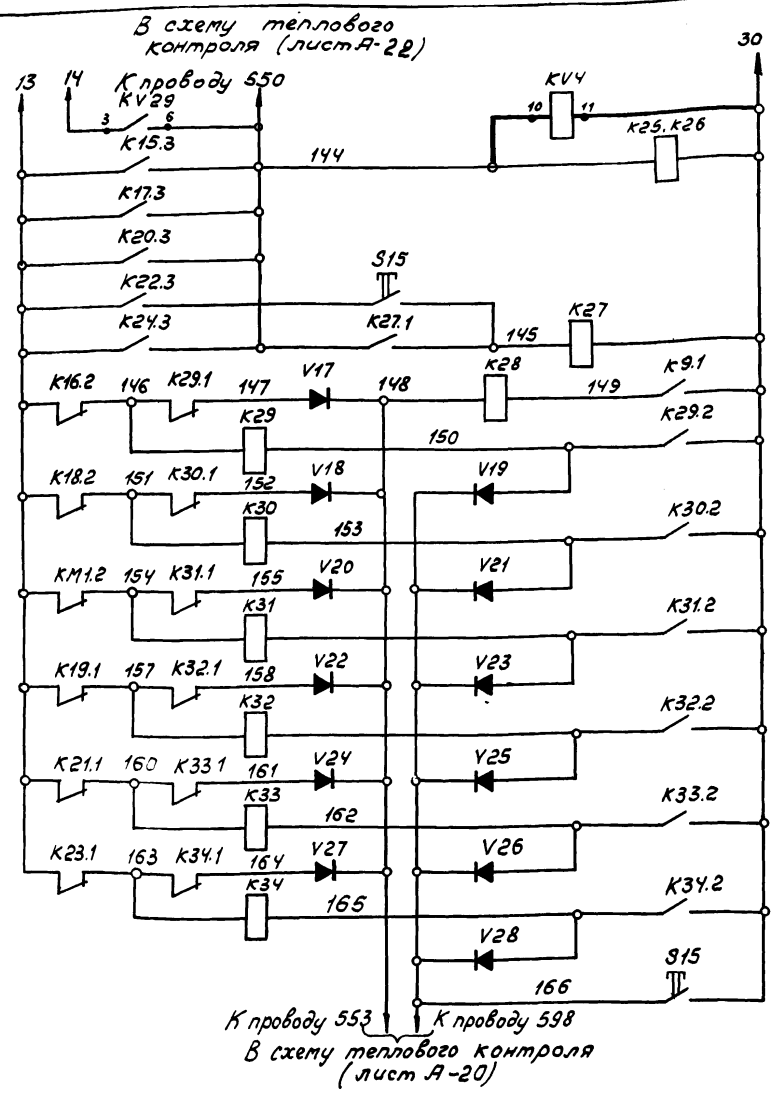 В схему теплового
контроля (лист А-22)
13
14
К проводу 550
30
KV29
3
6
KV4
10
11
К15.3
144
К25, К26
К17.3
К20.3
К22.3
S15
К24.3
К27.1
145
К27
К16.2
146
К29.1
147
V17
148
К28
149
К9.1
К29
150
К29.2
К18.2
151
К30.1
152
V18
V19
К30
153
К30.2
КМ1.2
154
К31.1
155
V20
V21
К31
К31.2
К19.1
157
К32.1
158
V22
V23
К32
К32.2
К21.1
160
К33 1
161
V24
V25
К33
162
К33.2
К23.1
163
К34.1
164
V27
V26
К34
165
К34.2
V28
S15
166
К проводу 553
К проводу 598
В схему теплового контроля
(лист А-20)